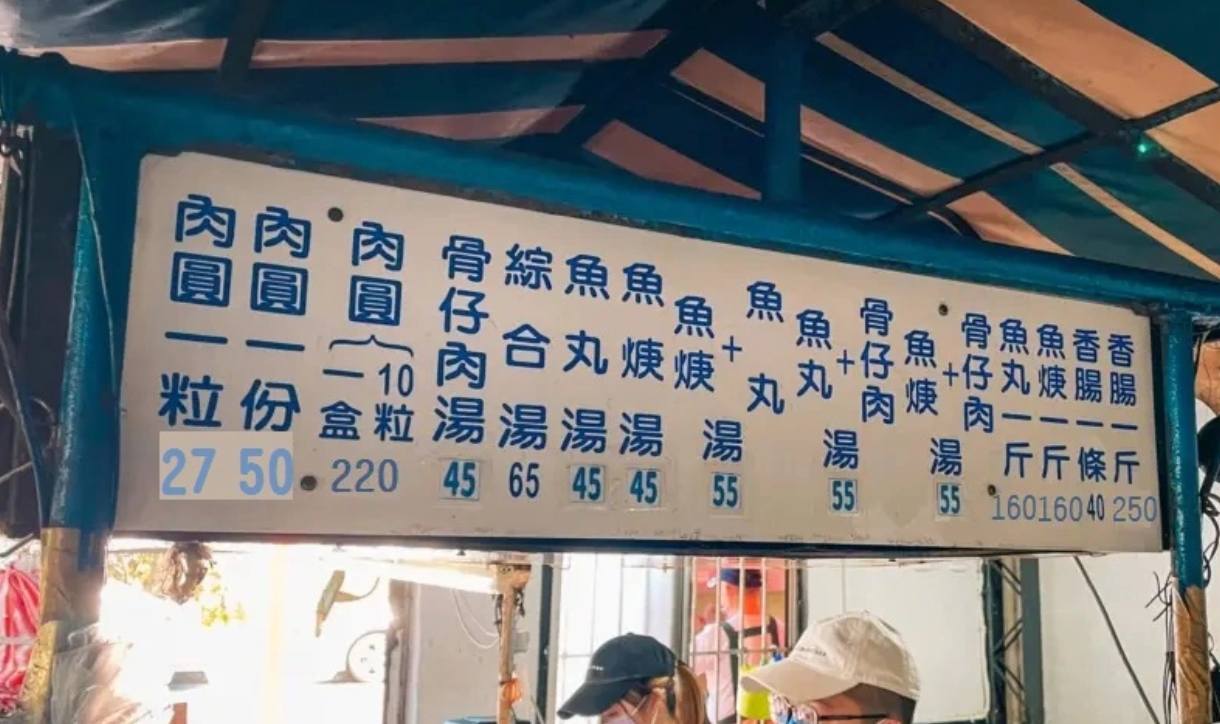 肉圓一粒 27
肉圓一份 50
肉圓一盒10粒 220
骨仔肉湯 45
綜合湯 65
魚丸湯 45
魚焿湯 45
魚焿+魚丸湯 55
魚丸+骨仔肉湯 55
魚焿+骨仔肉湯 55
魚丸一斤 160
魚焿一斤 160
香腸一條 40
香腸一斤 250